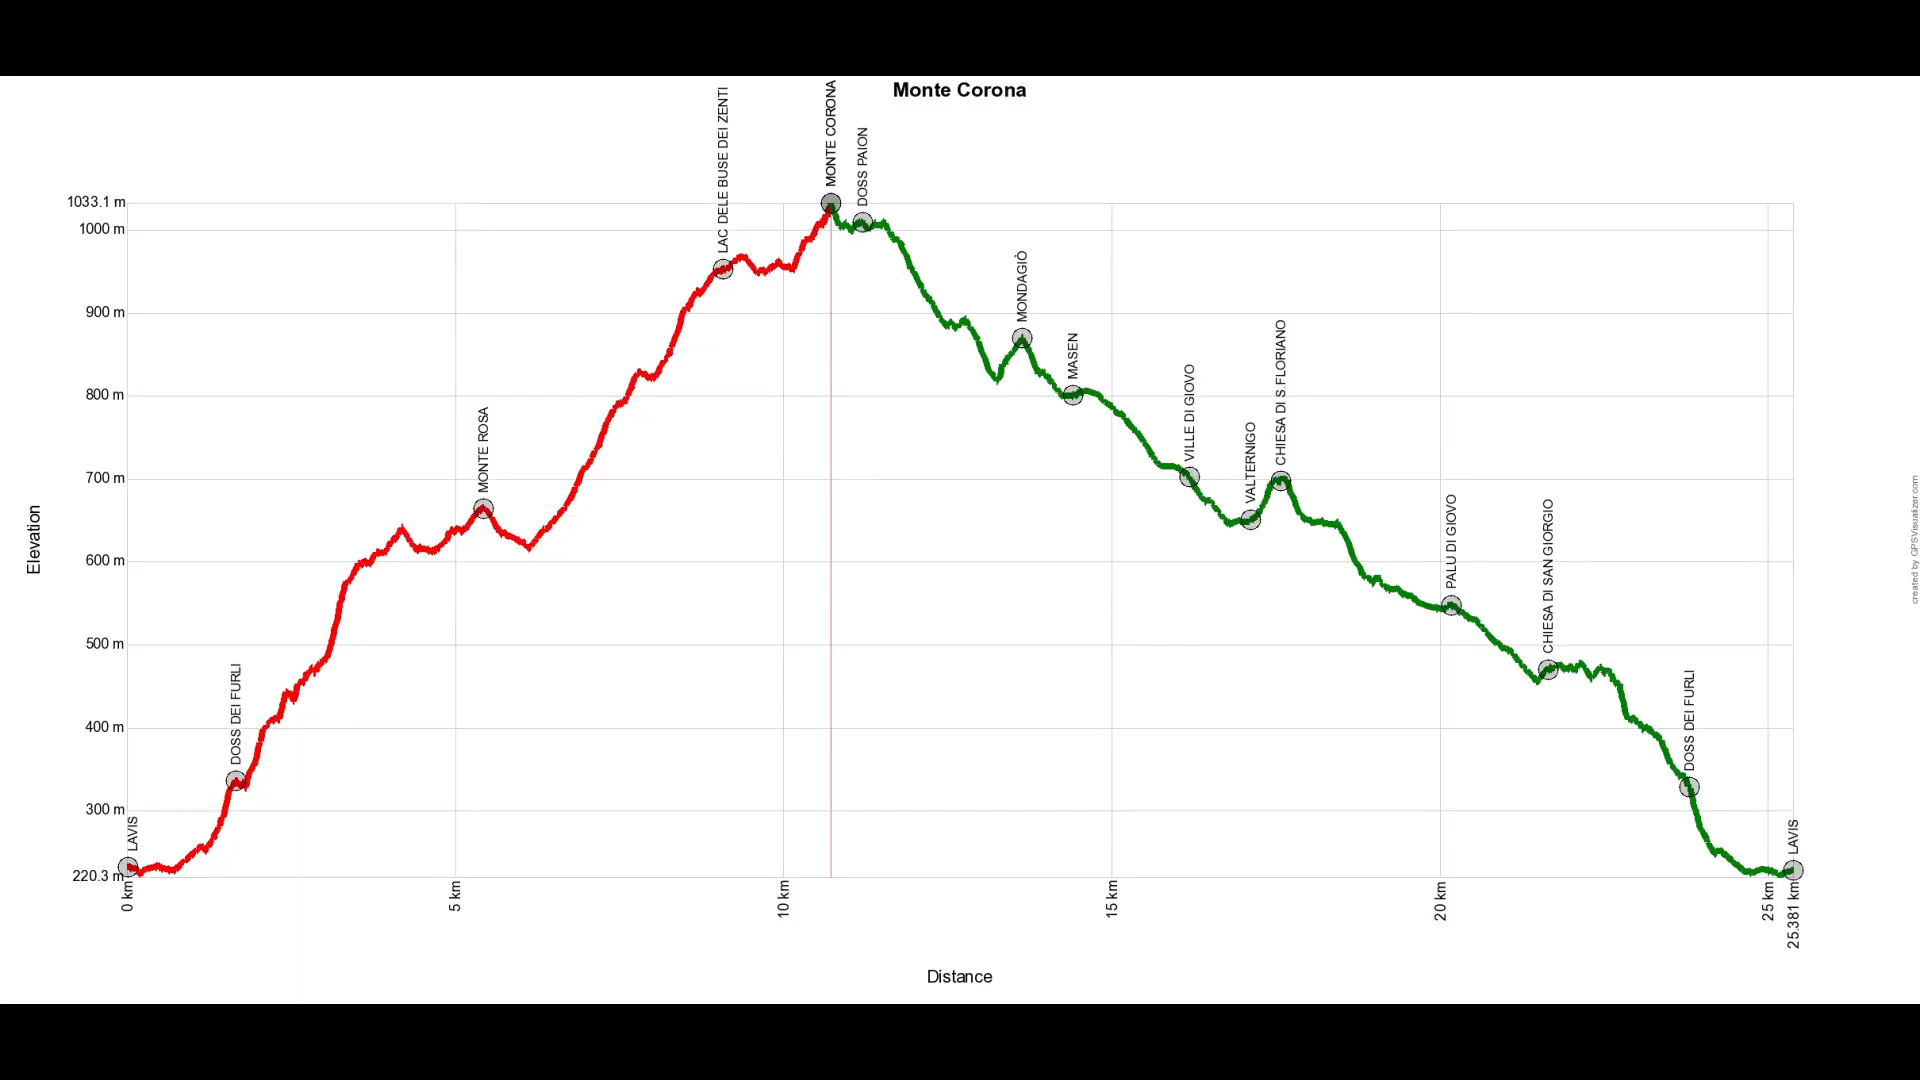 Monte Corona
LAVIS
DOSS DEI FURLI
MONTE ROSA
LAC DELE BUSE DEI ZENTI
MONTE CORONA
DOSS PAION
MONDAGIÒ
MASEN
VILLE DI GIOVO
VALTERNIGO
CHIESA DI S.FLORIANO
PALU DI GIOVO
CHIESA DI SAN GIORGIO
DOSS DEI FURLI
LAVIS
1033.1 m
1000 m
900 m
800 m
700 m
600 m
500 m
400 m
300 m
220.3 m
Elevation
0 km
5 km
10 km
15 km
20 km
25 km
25.381 km
Distance
created by GPSVisualizer.com